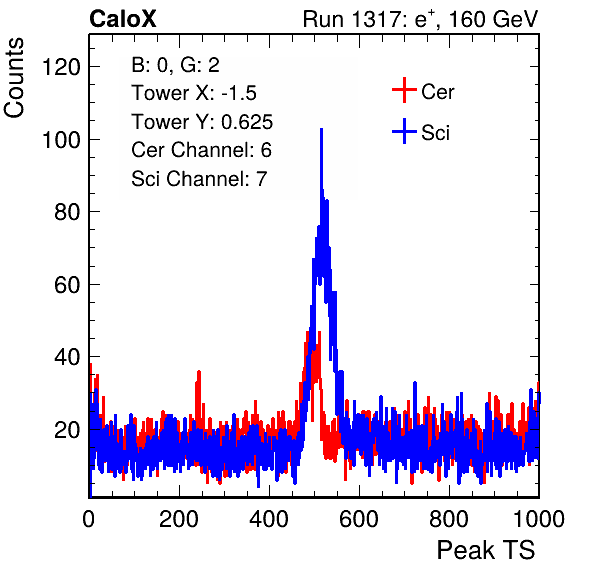 CaloX Run 1317: e+, 160 GeV
Counts
B: 0, G: 2
Tower X: -1.5
Tower Y: 0.625
Cer Channel: 6
Sci Channel: 7
Cer
Sci
120
100
80
60
40
20
0 200 400 600 800 1000
Peak TS